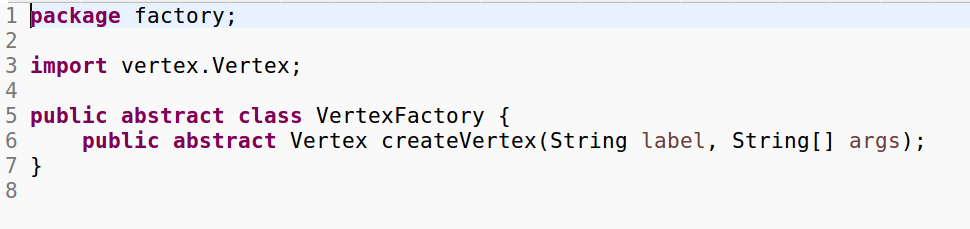 1 package factory;
2
3 import vertex.Vertex;
4
5 public abstract class VertexFactory {
6     public abstract Vertex createVertex(String label, String[] args);
7 }
8